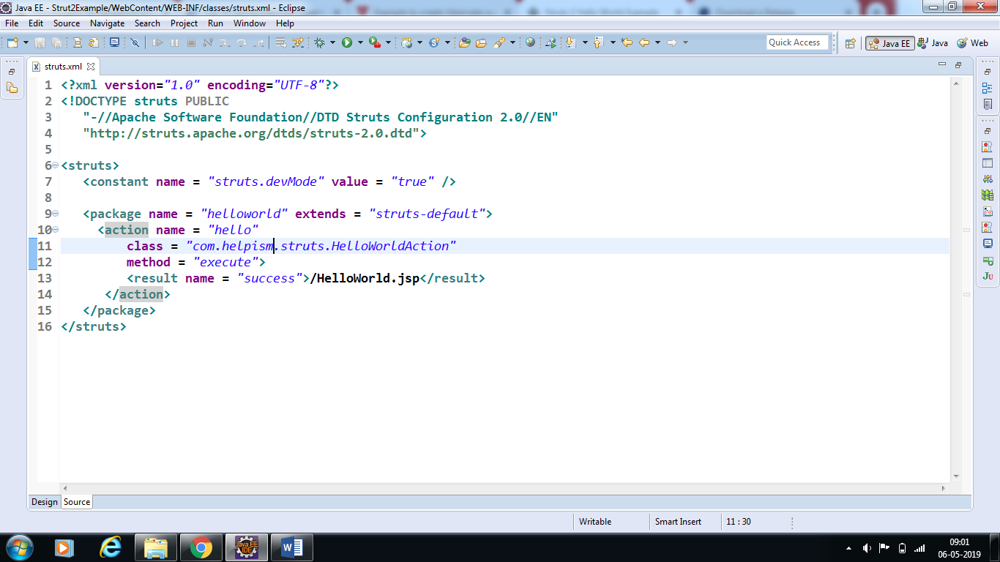 Java EE - Strut2Example/WebContent/WEB-INF/classes/struts.xml - Eclipse
File Edit Source Navigate Search Project Run Window Help
Quick Access
Java EE Java Web
struts.xml
1 <?xml version="1.0" encoding="UTF-8"?>
2 <!DOCTYPE struts PUBLIC
3 "-//Apache Software Foundation//DTD Struts Configuration 2.0//EN"
4 "http://struts.apache.org/dtds/struts-2.0.dtd">
5
6 <struts>
7 <constant name = "struts.devMode" value = "true" />
8
9 <package name = "helloworld" extends = "struts-default">
10 <action name = "hello"
11 class = "com.helpism.struts.HelloWorldAction"
12 method = "execute">
13 <result name = "success">/HelloWorld.jsp</result>
14 </action>
15 </package>
16 </struts>
Design Source
Writable Smart Insert 11 : 30
Java EE
IDE
09:01
06-05-2019